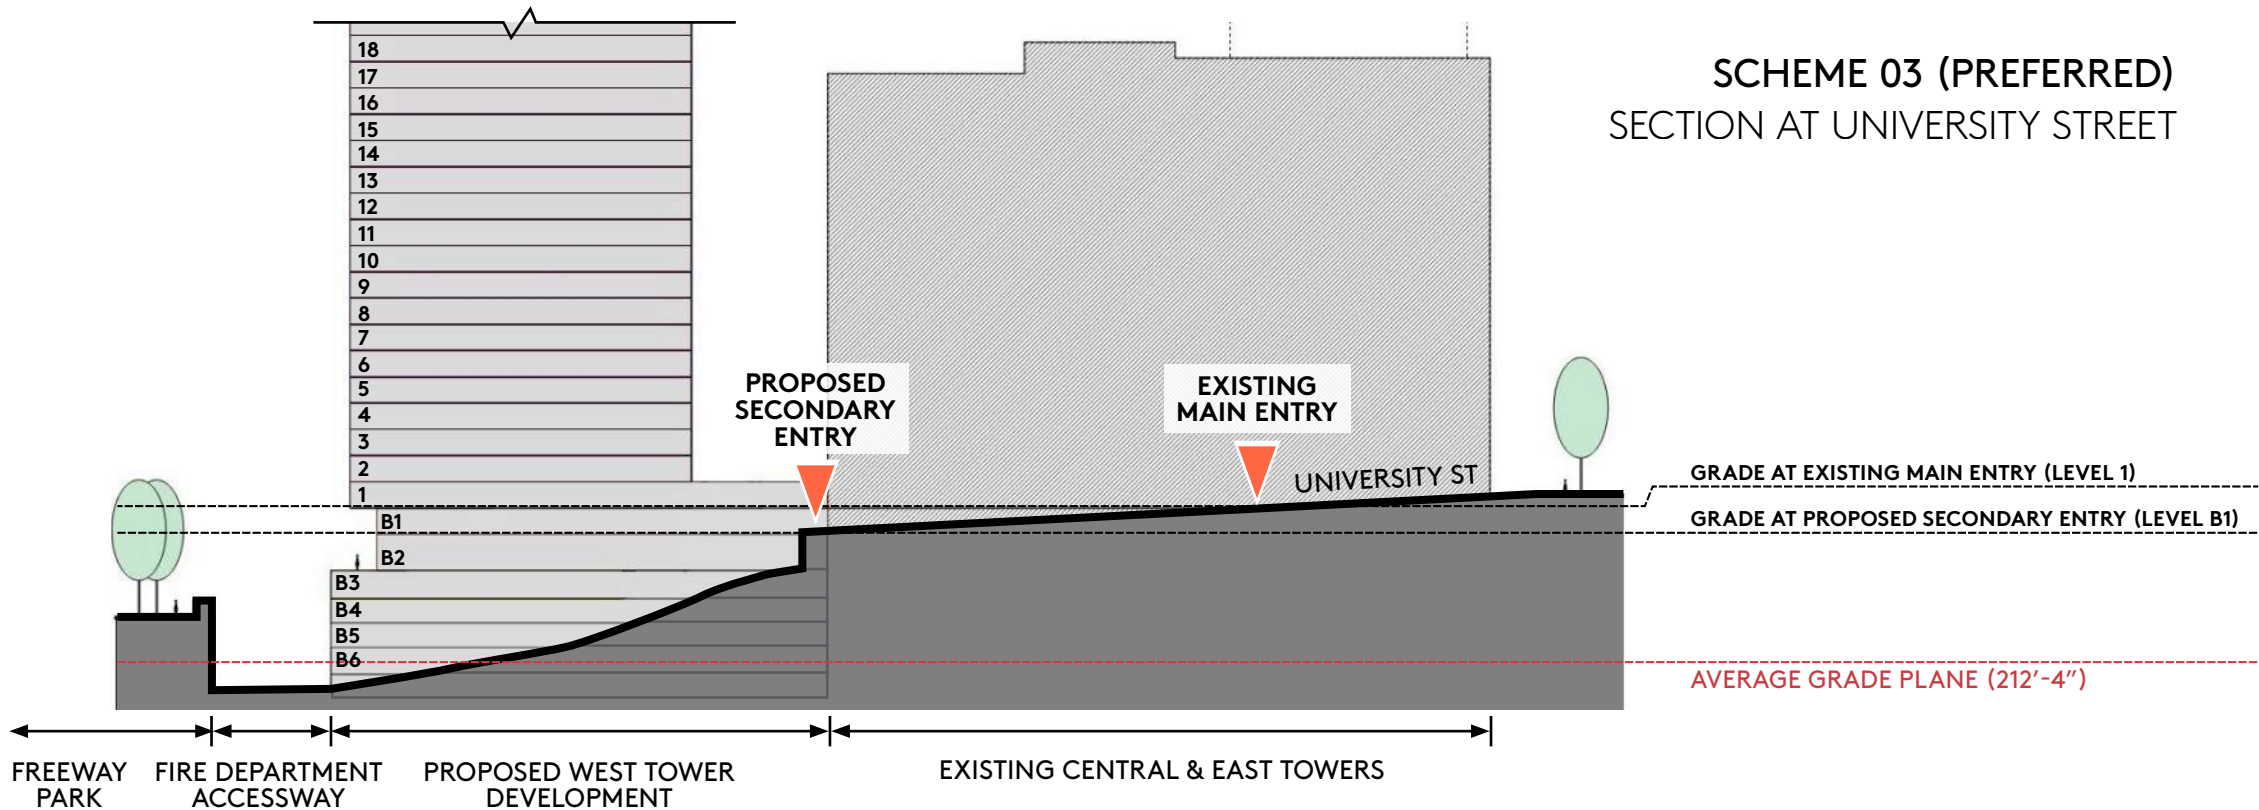 SCHEME 03 (PREFERRED)
SECTION AT UNIVERSITY STREET
18
17
16
15
14
13
12
11
10
9
8
7
6
5
4
3
2
1
B1
B2
B3
B4
B5
B6
PROPOSED
SECONDARY
ENTRY
EXISTING
MAIN ENTRY
UNIVERSITY ST
GRADE AT EXISTING MAIN ENTRY (LEVEL 1)
GRADE AT PROPOSED SECONDARY ENTRY (LEVEL B1)
AVERAGE GRADE PLANE (212’-4”)
FREEWAY
PARK
FIRE DEPARTMENT
ACCESSWAY
PROPOSED WEST TOWER
DEVELOPMENT
EXISTING CENTRAL & EAST TOWERS